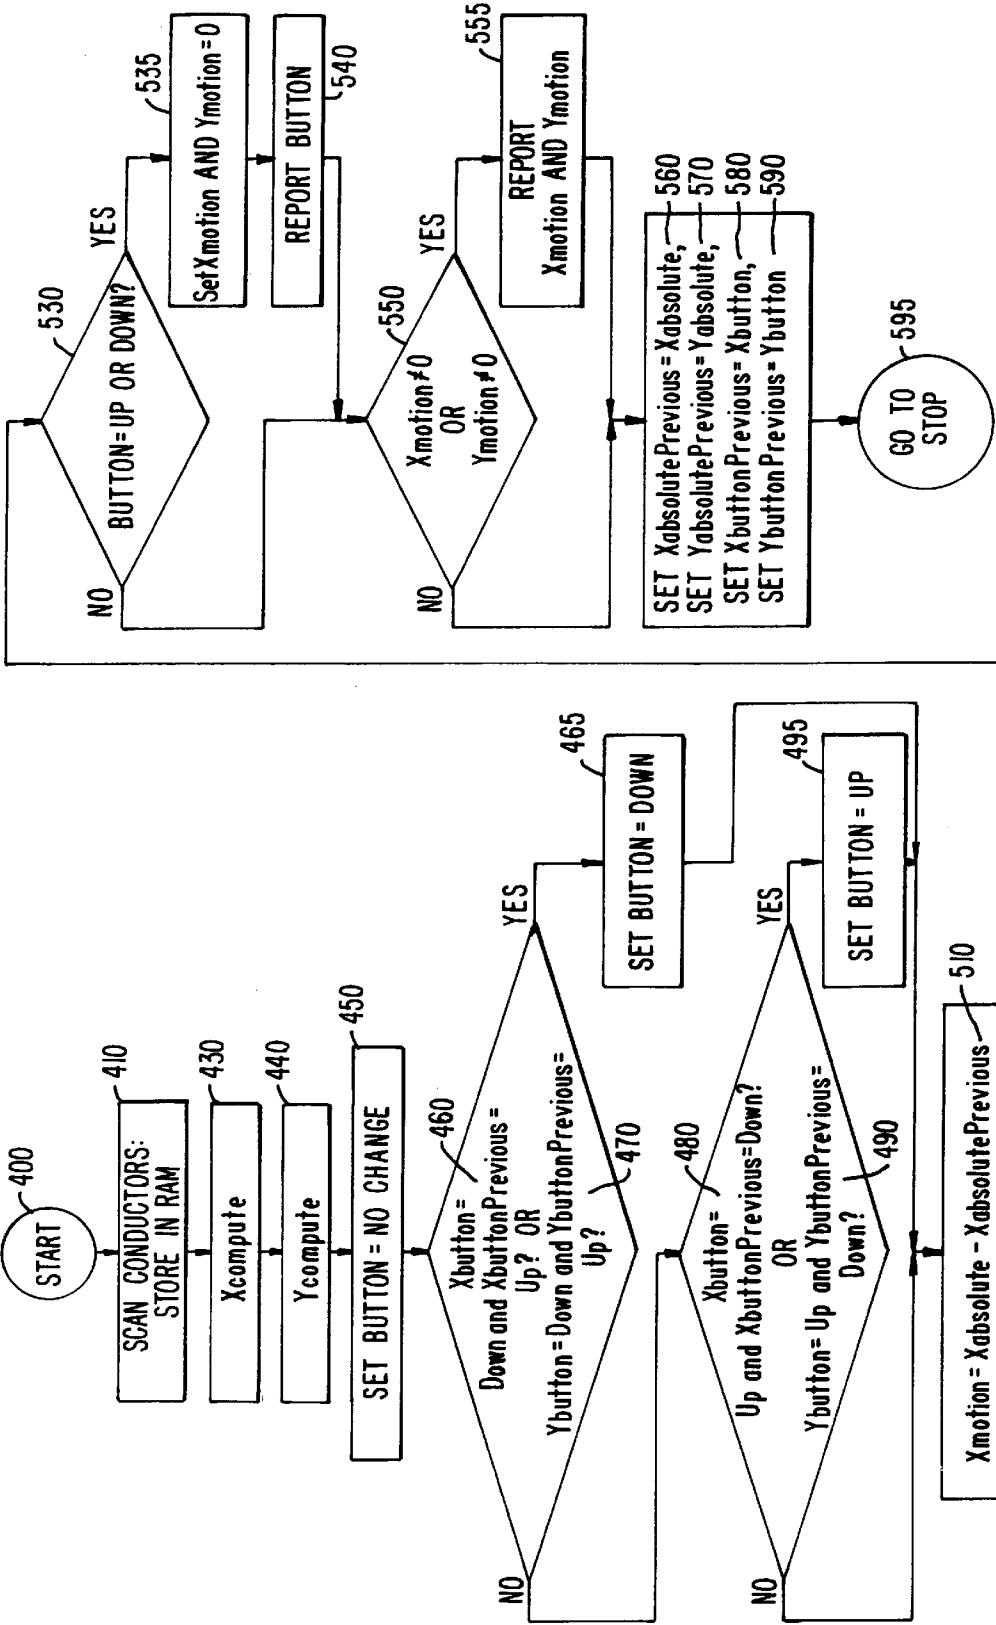 START
400
SCAN CONDUCTORS:
STORE IN RAM
410
Xcompute
430
Ycompute
440
SET BUTTON = NO CHANGE
450
Xbutton=
Down and XbuttonPrevious =
Up? OR
Ybutton=Down and YbuttonPrevious=
Up?
460
470
NO
YES
SET BUTTON = DOWN
465
Xbutton=
Up and XbuttonPrevious=Down?
OR
Ybutton= Up and YbuttonPrevious=
Down?
480
490
NO
YES
SET BUTTON = UP
495
Xmotion= Xabsolute - XabsolutePrevious
510
BUTTON= UP OR DOWN?
530
NO
YES
SetXmotion AND Ymotion=0
535
REPORT BUTTON
540
Xmotion≠0
OR
Ymotion≠0
550
NO
YES
REPORT
Xmotion AND Ymotion
555
SET XabsolutePrevious = Xabsolute, 560
SET YabsolutePrevious=Yabsolute, 570
SET XbuttonPrevious= Xbutton, 580
SET YbuttonPrevious= Ybutton 590
GO TO
STOP
595